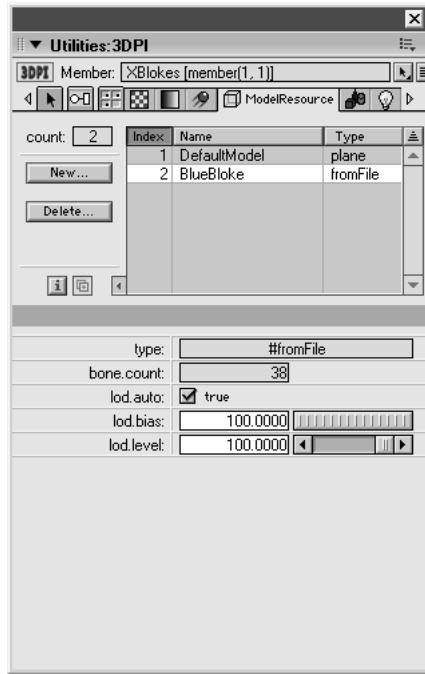 Utilities:3DPI
3DPI Member: XBlokes [member(1, 1)]
ModelResource
count: 2 Index Name Type
1 DefaultModel plane
New... 2 BlueBloke fromFile
Delete...
i
type: #fromFile
bone.count: 38
lod.auto: true
lod.bias: 100.0000
lod.level: 100.0000